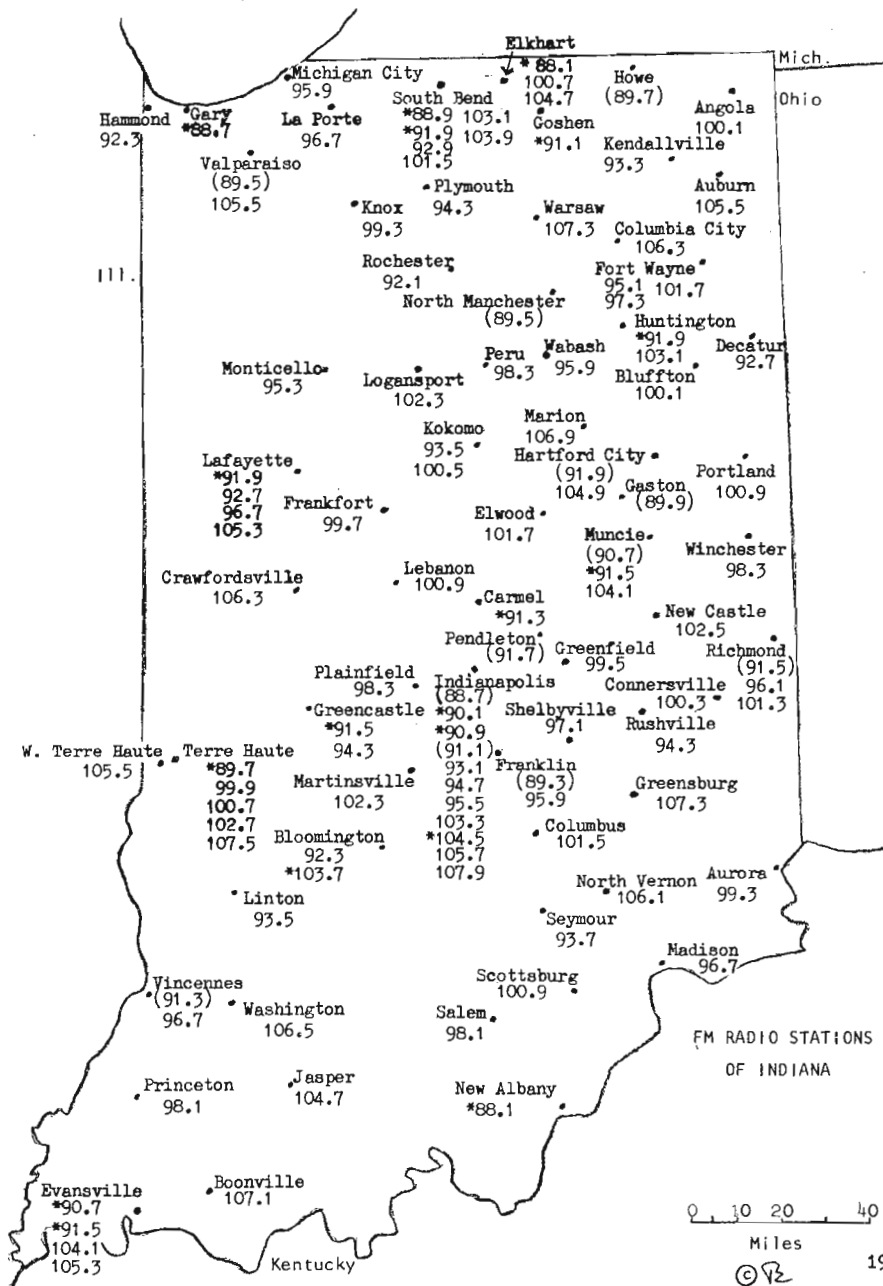 Elkhart
*88.1
100.7
104.7
Mich.
Ohio
Michigan City
95.9
Howe
(89.7)
Angola
100.1
Hammond
92.3
Gary
*88.7
La Porte
96.7
South Bend
*88.9 103.1
*91.9 103.9
92.9
101.5
Goshen
*91.1
Kendallville
93.3
Valparaiso
(89.5)
105.5
Plymouth
94.3
Auburn
105.5
Knox
99.3
Warsaw
107.3
Columbia City
106.3
Ill.
Rochester
92.1
Fort Wayne
95.1 101.7
97.3
North Manchester
(89.5)
Huntington
*91.9
103.1
Decatur
92.7
Monticello
95.3
Logansport
102.3
Peru
98.3
Wabash
95.9
Bluffton
100.1
Marion
106.9
Kokomo
93.5
100.5
Hartford City
(91.9)
104.9
Portland
100.9
Lafayette
*91.9
92.7
96.7
105.3
Gaston
(89.9)
Frankfort
99.7
Elwood
101.7
Muncie
(90.7)
*91.5
104.1
Winchester
98.3
Crawfordsville
106.3
Lebanon
100.9
Carmel
*91.3
New Castle
102.5
Pendleton
(91.7)
Greenfield
99.5
Richmond
(91.5)
96.1
101.3
Plainfield
98.3
Indianapolis
(88.7)
*90.1
*90.9
(91.1)
93.1
94.7
95.5
103.3
*104.5
105.7
107.9
Connersville
100.3
Greencastle
*91.5
94.3
Shelbyville
97.1
Rushville
94.3
W. Terre Haute
105.5
Terre Haute
*89.7
99.9
100.7
102.7
107.5
Martinsville
102.3
Franklin
(89.3)
95.9
Greensburg
107.3
Bloomington
92.3
*103.7
Columbus
101.5
Linton
93.5
North Vernon
106.1
Aurora
99.3
Seymour
93.7
Madison
96.7
Vincennes
(91.3)
96.7
Washington
106.5
Scottsburg
100.9
Salem
98.1
FM RADIO STATIONS
OF INDIANA
Princeton
98.1
Jasper
104.7
New Albany
*88.1
Evansville
*90.7
*91.5
104.1
105.3
Boonville
107.1
Kentucky
0 10 20 40
Miles
©
19